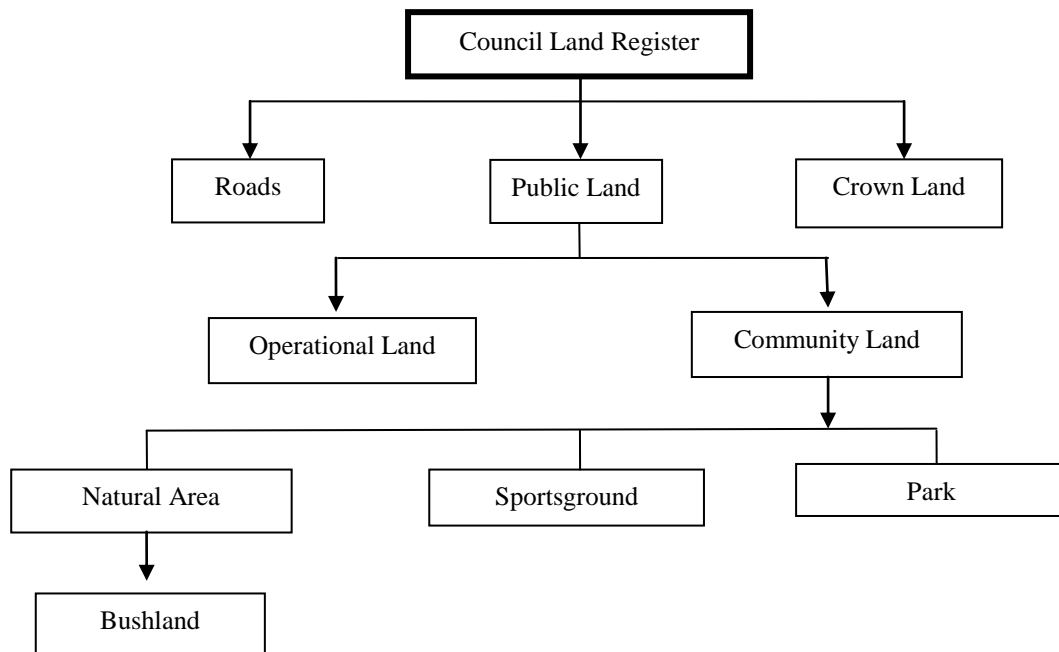 Council Land Register
Roads
Public Land
Crown Land
Operational Land
Community Land
Natural Area
Sportsground
Park
Bushland